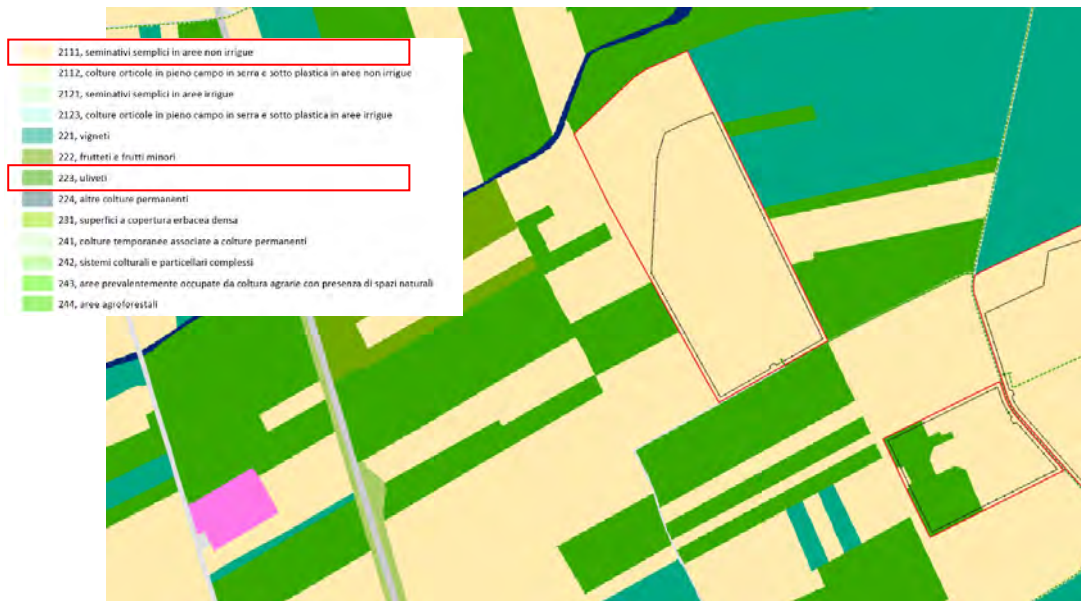 2111, seminativi semplici in aree non irrigue
2112, colture orticole in pieno campo in serra e sotto plastica in aree non irrigue
2121, seminativi semplici in aree irrigue
2123, colture orticole in pieno campo in serra e sotto plastica in aree irrigue
221, vigneti
222, frutteti e frutti minori
223, uliveti
224, altre colture permanenti
231, superfici a copertura erbacea densa
241, colture temporanee associate a colture permanenti
242, sistemi colturali e particellari complessi
243, aree prevalentemente occupate da coltura agrarie con presenza di spazi naturali
244, aree agroforestali